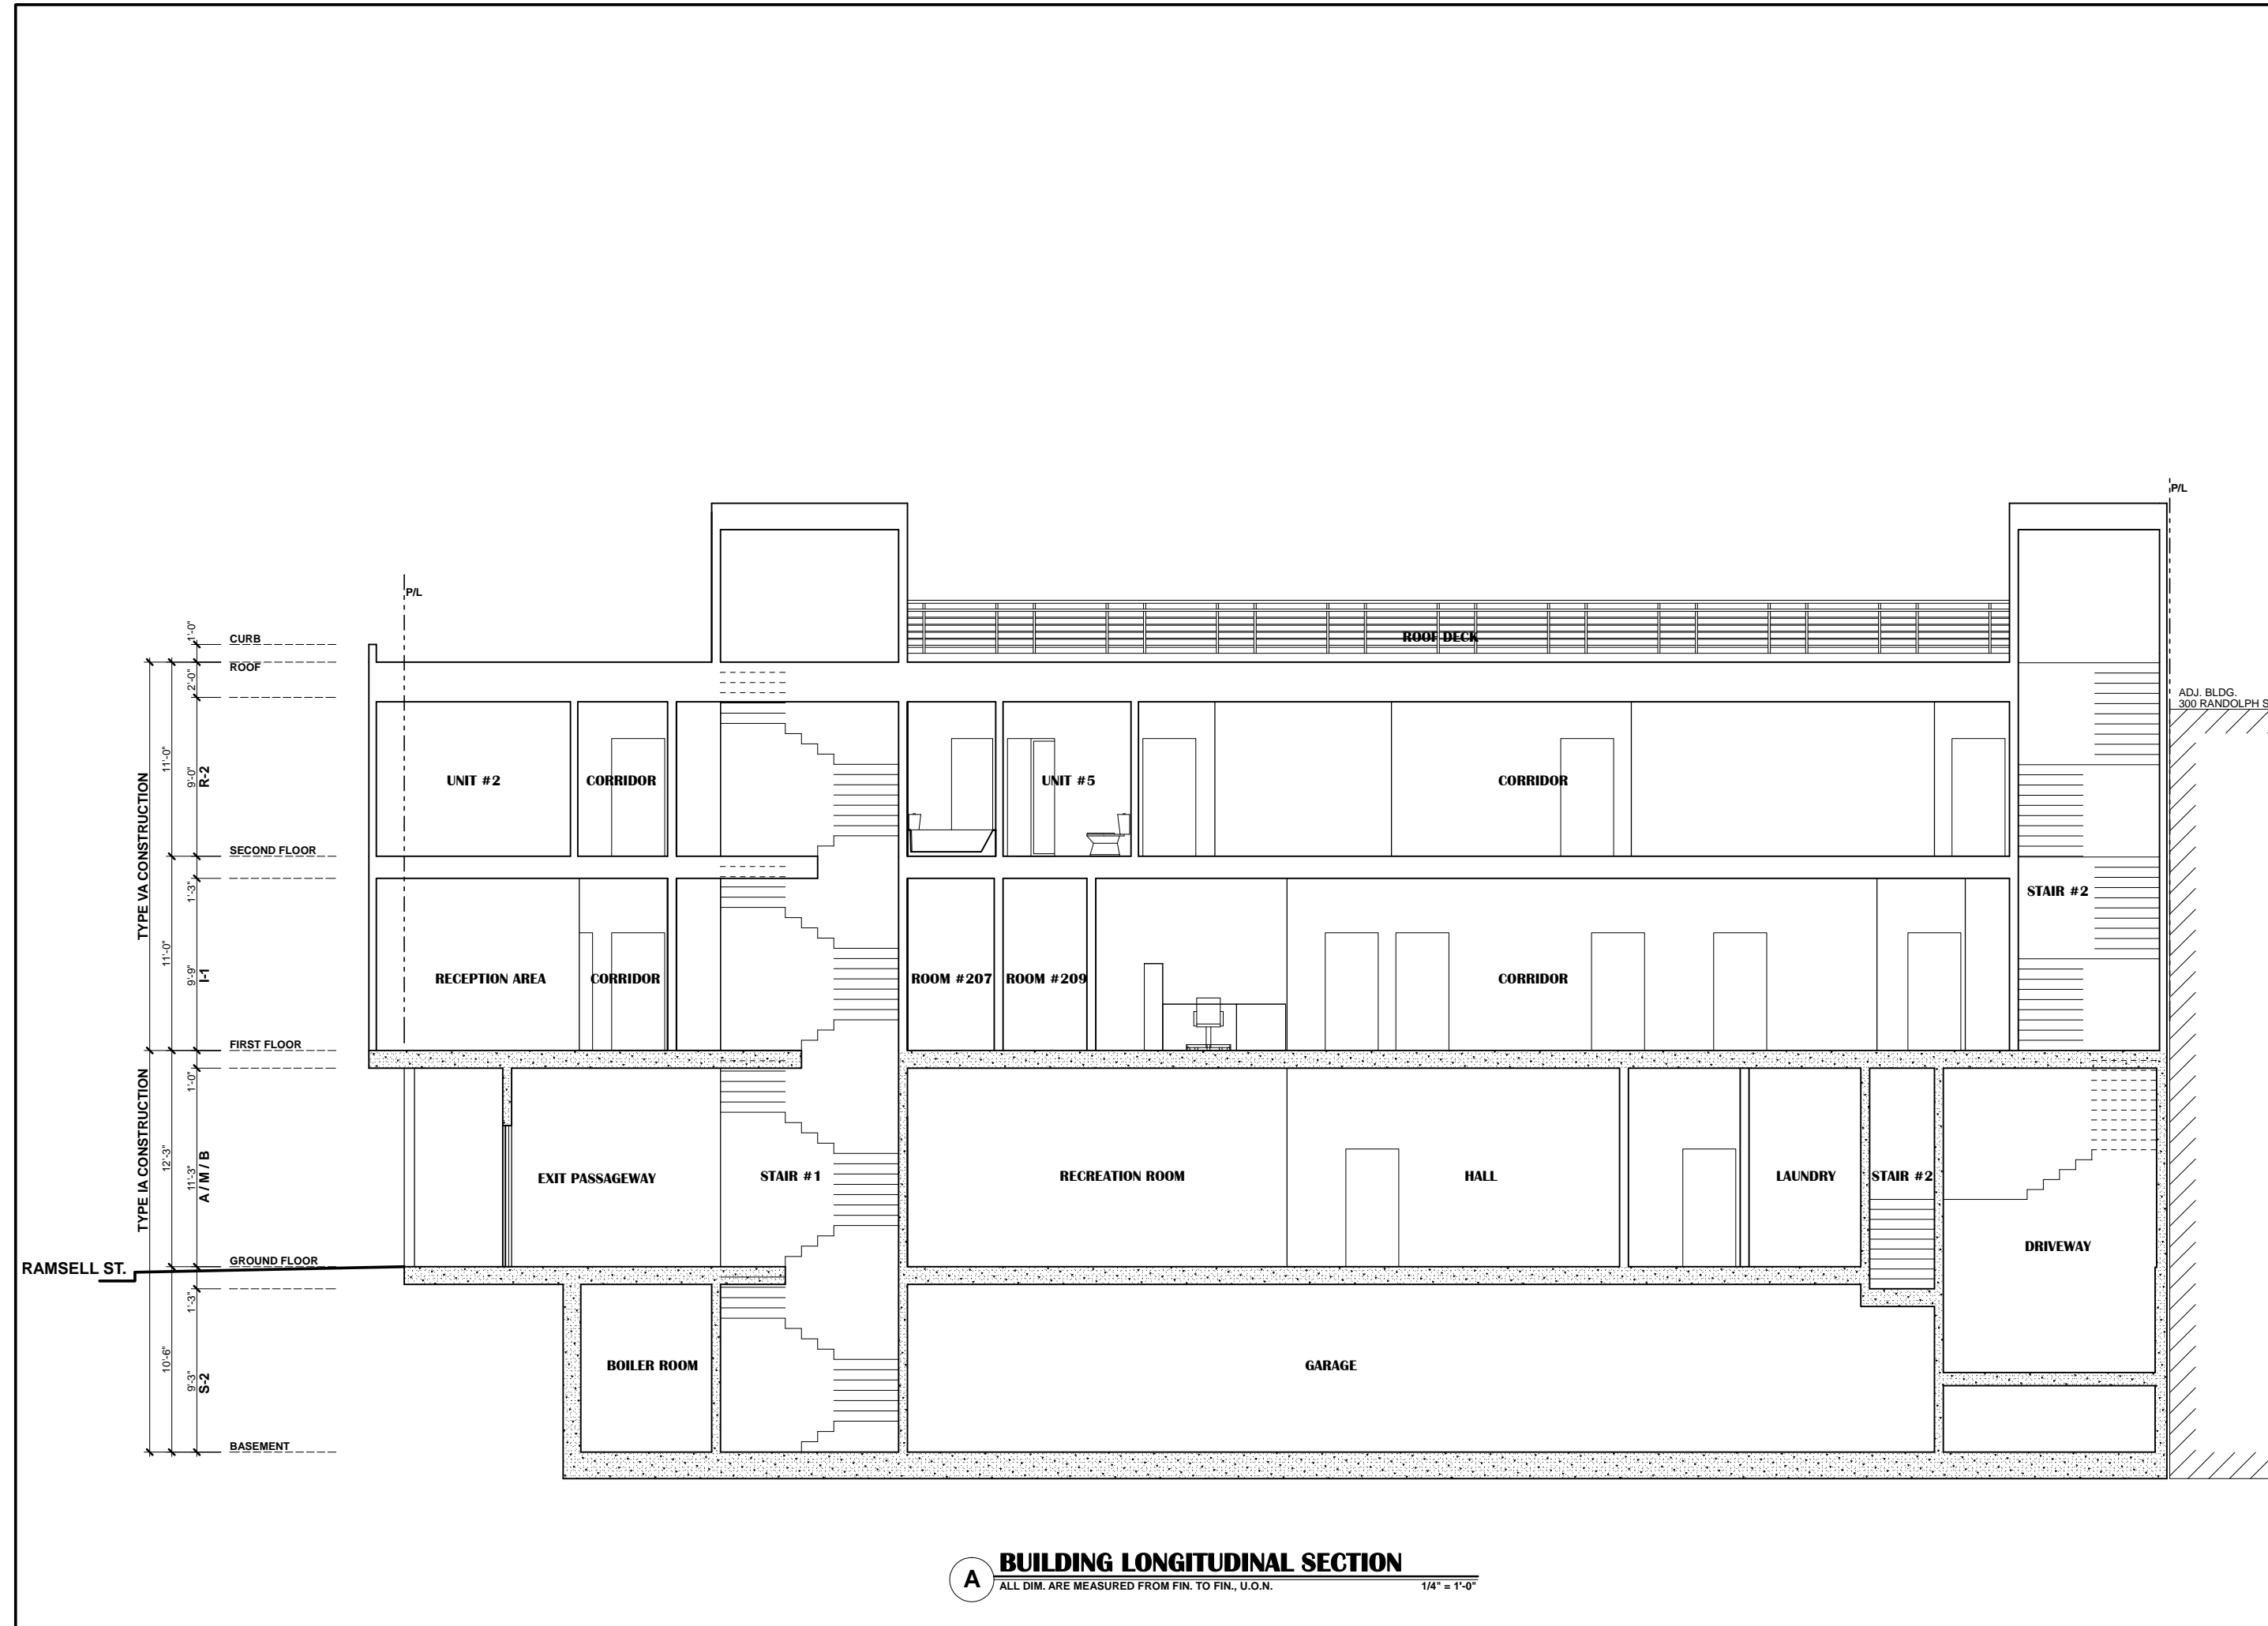 P/L
P/L
CURB
ROOF
1'-0"
2'-0"
ROOF DECK
ADJ. BLDG.
300 RANDOLPH S
TYPE VA CONSTRUCTION
11'-0"
9'-0"
R-2
UNIT #2
CORRIDOR
UNIT #5
CORRIDOR
SECOND FLOOR
1'-3"
STAIR #2
11'-0"
9'-9"
I-1
RECEPTION AREA
CORRIDOR
ROOM #207
ROOM #209
CORRIDOR
FIRST FLOOR
1'-0"
TYPE IA CONSTRUCTION
12'-3"
11'-3"
A / M / B
EXIT PASSAGEWAY
STAIR #1
RECREATION ROOM
HALL
LAUNDRY
STAIR #2
DRIVEWAY
RAMSELL ST.
GROUND FLOOR
1'-3"
10'-6"
9'-3"
S-2
BOILER ROOM
GARAGE
BASEMENT
A
BUILDING LONGITUDINAL SECTION
ALL DIM. ARE MEASURED FROM FIN. TO FIN., U.O.N. 1/4" = 1'-0"